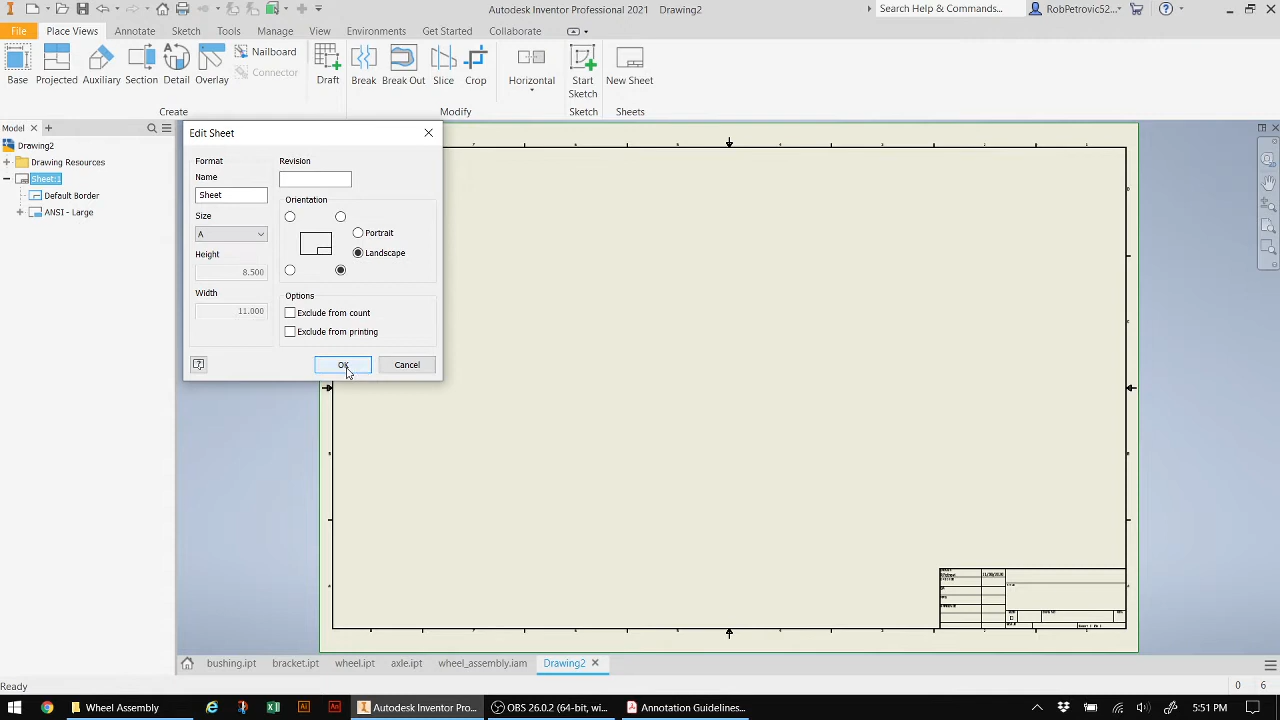 Autodesk Inventor Professional 2021 Drawing2
Search Help & Commands...
RobPetrovic52...
File
Place Views
Annotate
Sketch
Tools
Manage
View
Environments
Get Started
Collaborate
Base
Projected
Auxiliary
Section
Detail
Overlay
Nailboard
Connector
Draft
Break
Break Out
Slice
Crop
Horizontal
Start
Sketch
New Sheet
Create
Modify
Sketch
Sheets
Model
Drawing2
Drawing Resources
Sheet:1
Default Border
ANSI - Large
Edit Sheet
Format
Name
Sheet
Size
A
Height
8.500
Width
11.000
Revision
Orientation
Portrait
Landscape
Options
Exclude from count
Exclude from printing
OK
Cancel
bushing.ipt
bracket.ipt
wheel.ipt
axle.ipt
wheel_assembly.iam
Drawing2
Ready
0
6
Wheel Assembly
Autodesk Inventor Pro...
OBS 26.0.2 (64-bit, wi...
Annotation Guidelines...
5:51 PM